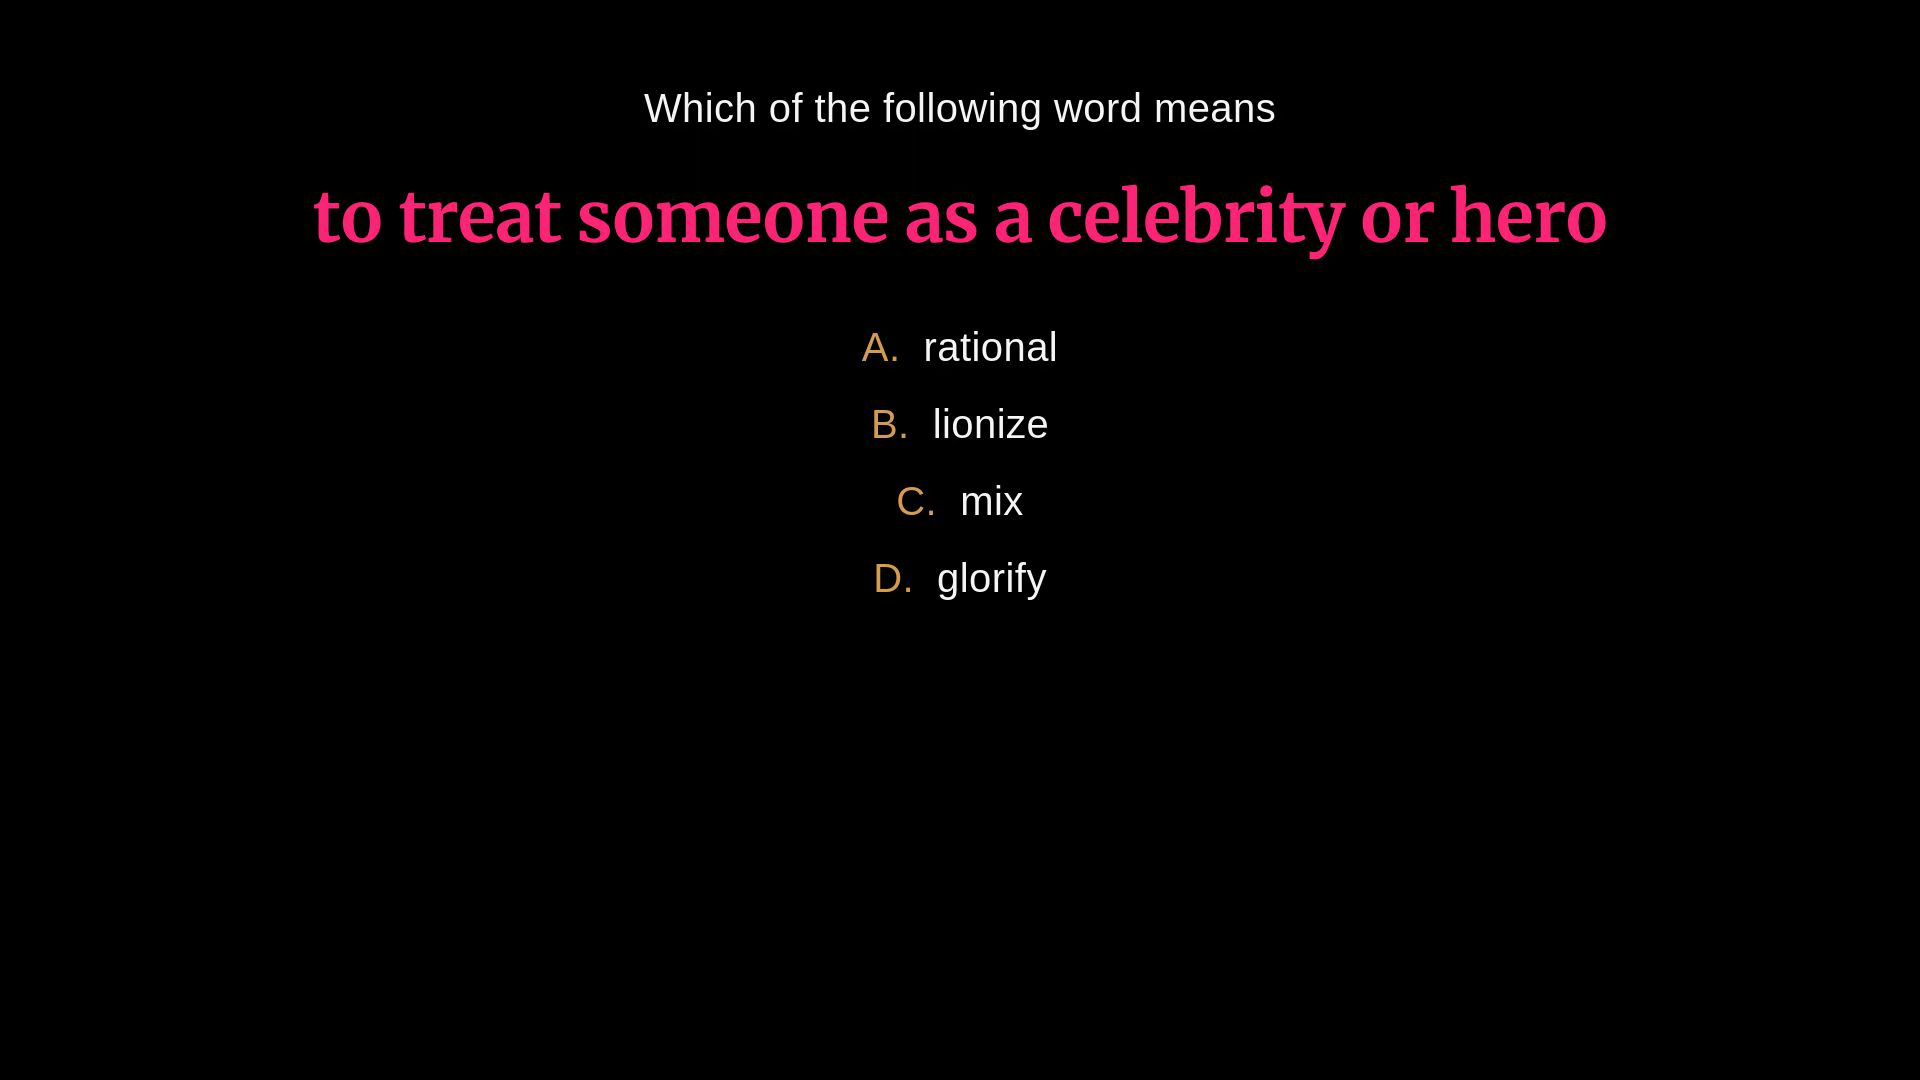 Which of the following word means
to treat someone as a celebrity or hero
A. rational
B. lionize
C. mix
D. glorify